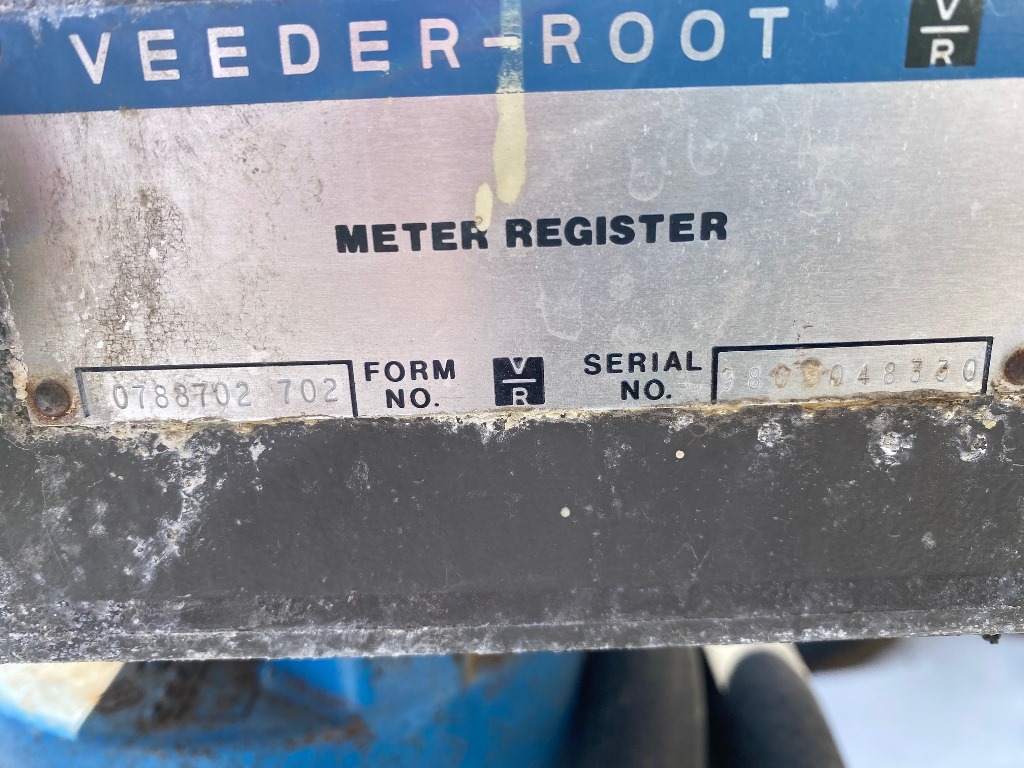 VEEDER-ROOT V/R
METER REGISTER
0788702 702 FORM NO. V/R SERIAL NO.